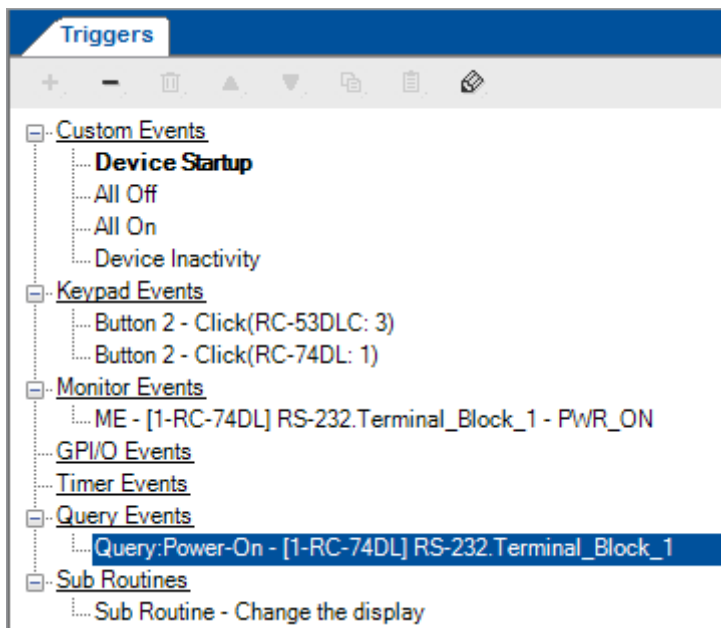 Triggers
Custom Events
Device Startup
All Off
All On
Device Inactivity
Keypad Events
Button 2 - Click(RC-53DLC: 3)
Button 2 - Click(RC-74DL: 1)
Monitor Events
ME - [1-RC-74DL] RS-232.Terminal_Block_1 - PWR_ON
GPI/O Events
Timer Events
Query Events
Query:Power-On - [1-RC-74DL] RS-232.Terminal_Block_1
Sub Routines
Sub Routine - Change the display